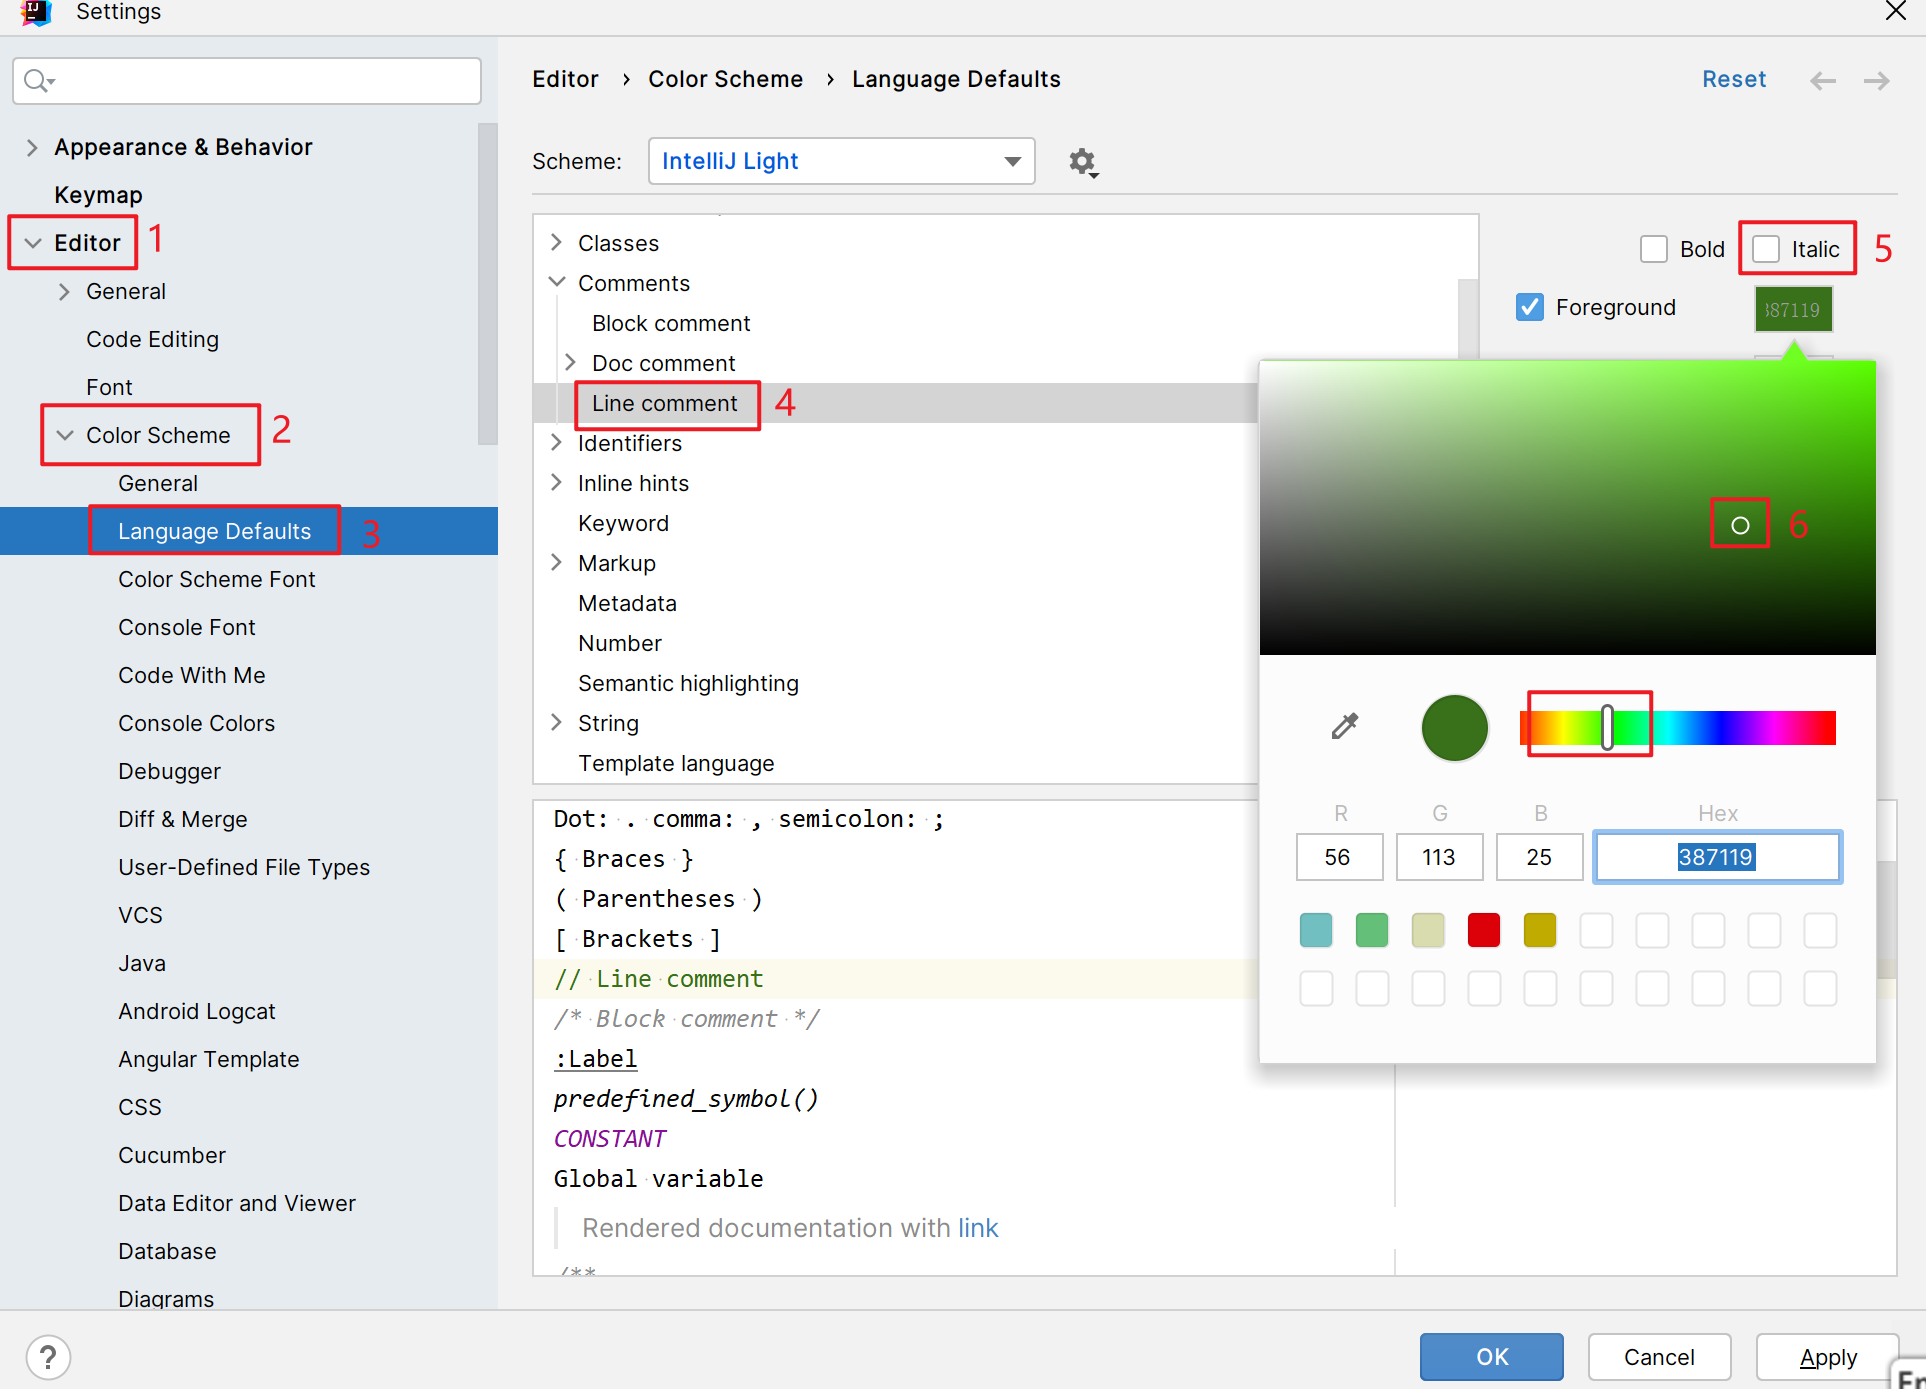 Settings
Editor › Color Scheme › Language Defaults
Reset
Appearance & Behavior
Keymap
Editor 1
General
Code Editing
Font
Color Scheme 2
General
Language Defaults 3
Color Scheme Font
Console Font
Code With Me
Console Colors
Debugger
Diff & Merge
User-Defined File Types
VCS
Java
Android Logcat
Angular Template
CSS
Cucumber
Data Editor and Viewer
Database
Diagrams
Scheme: IntelliJ Light
Classes
Comments
Block comment
Doc comment
Line comment 4
Identifiers
Inline hints
Keyword
Markup
Metadata
Number
Semantic highlighting
String
Template language
Bold Italic 5
Foreground 387119
6
R G B Hex
56 113 25 387119
Dot: . comma: , semicolon: ;
{ Braces }
( Parentheses )
[ Brackets ]
// Line comment
/* Block comment */
:Label
predefined_symbol()
CONSTANT
Global variable
Rendered documentation with link
/**
?
OK Cancel Apply